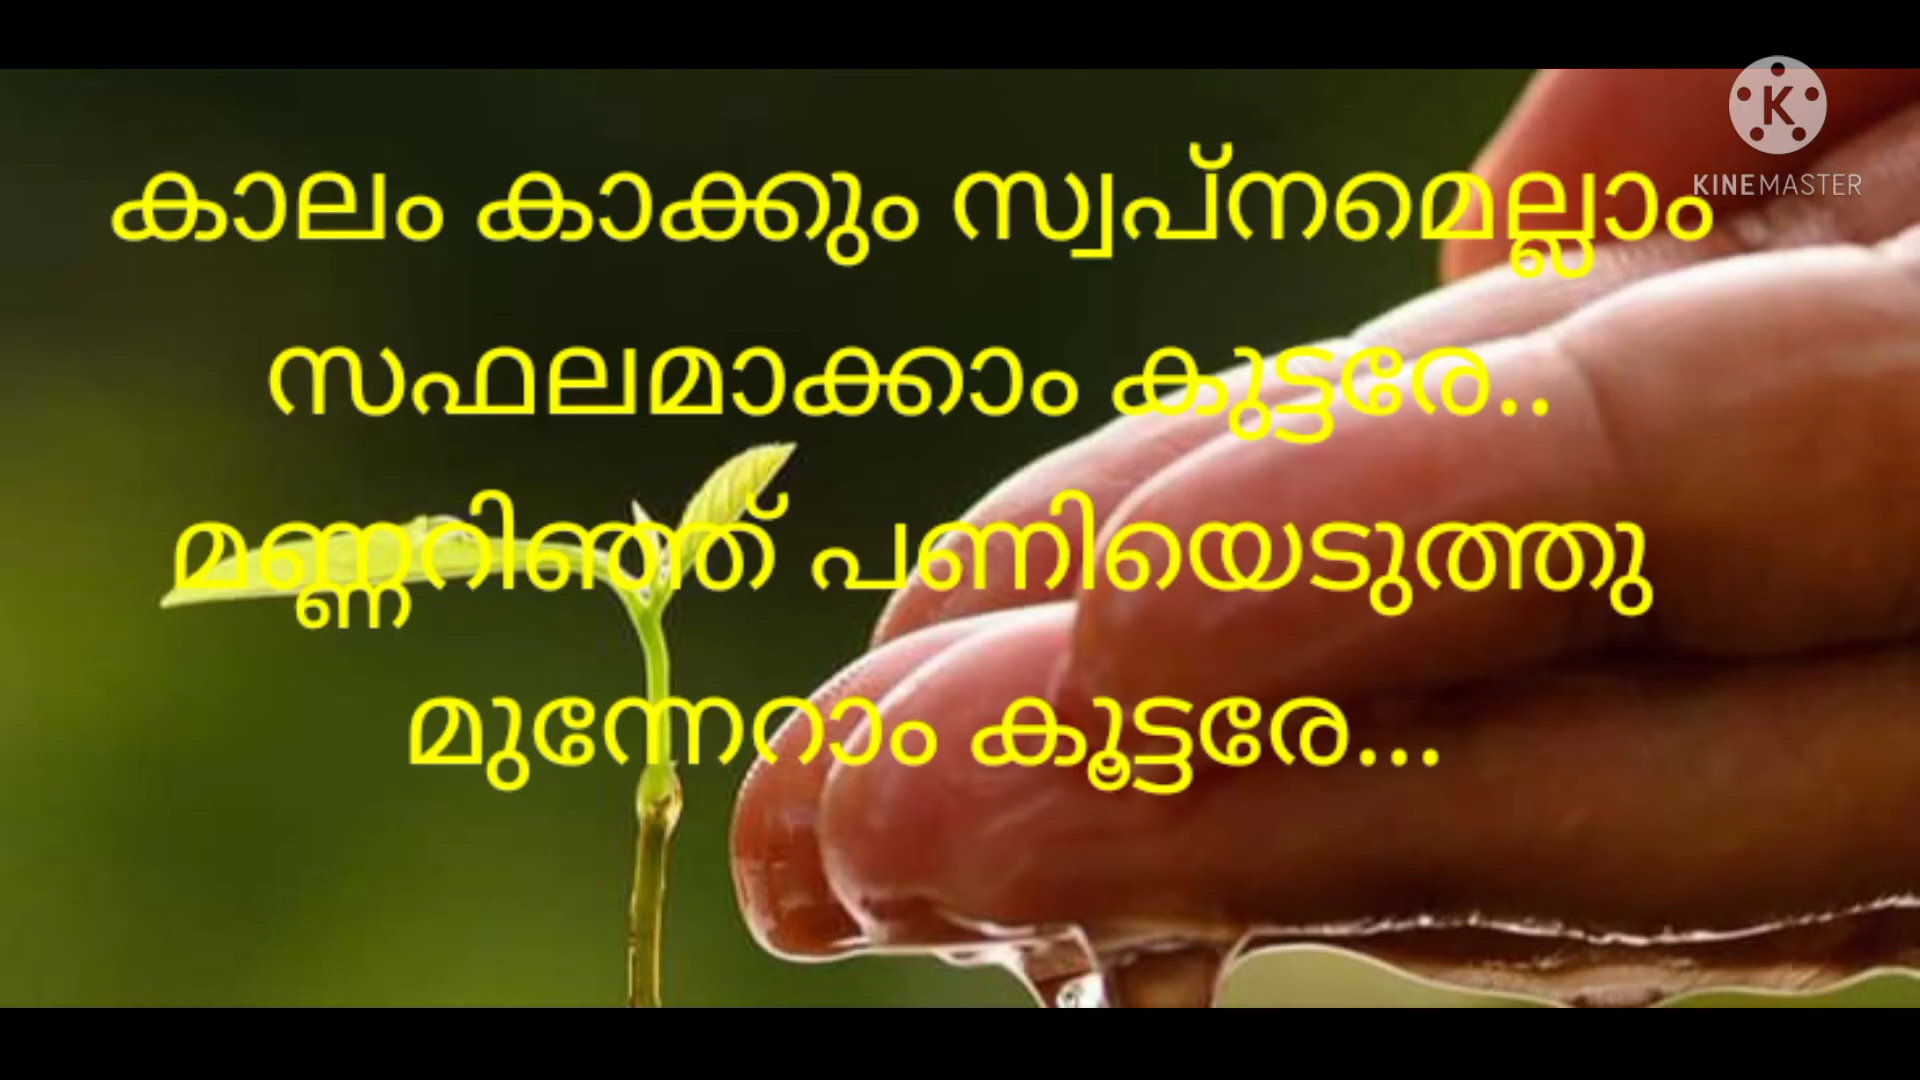 കാലം കാക്കും സ്വപ്നമെല്ലാം
സഫലമാക്കാം കുട്ടരേ..
മണ്ണറിഞ്ഞ് പണിയെടുത്തു
മുന്നേറാം കൂട്ടരേ...
KINEMASTER